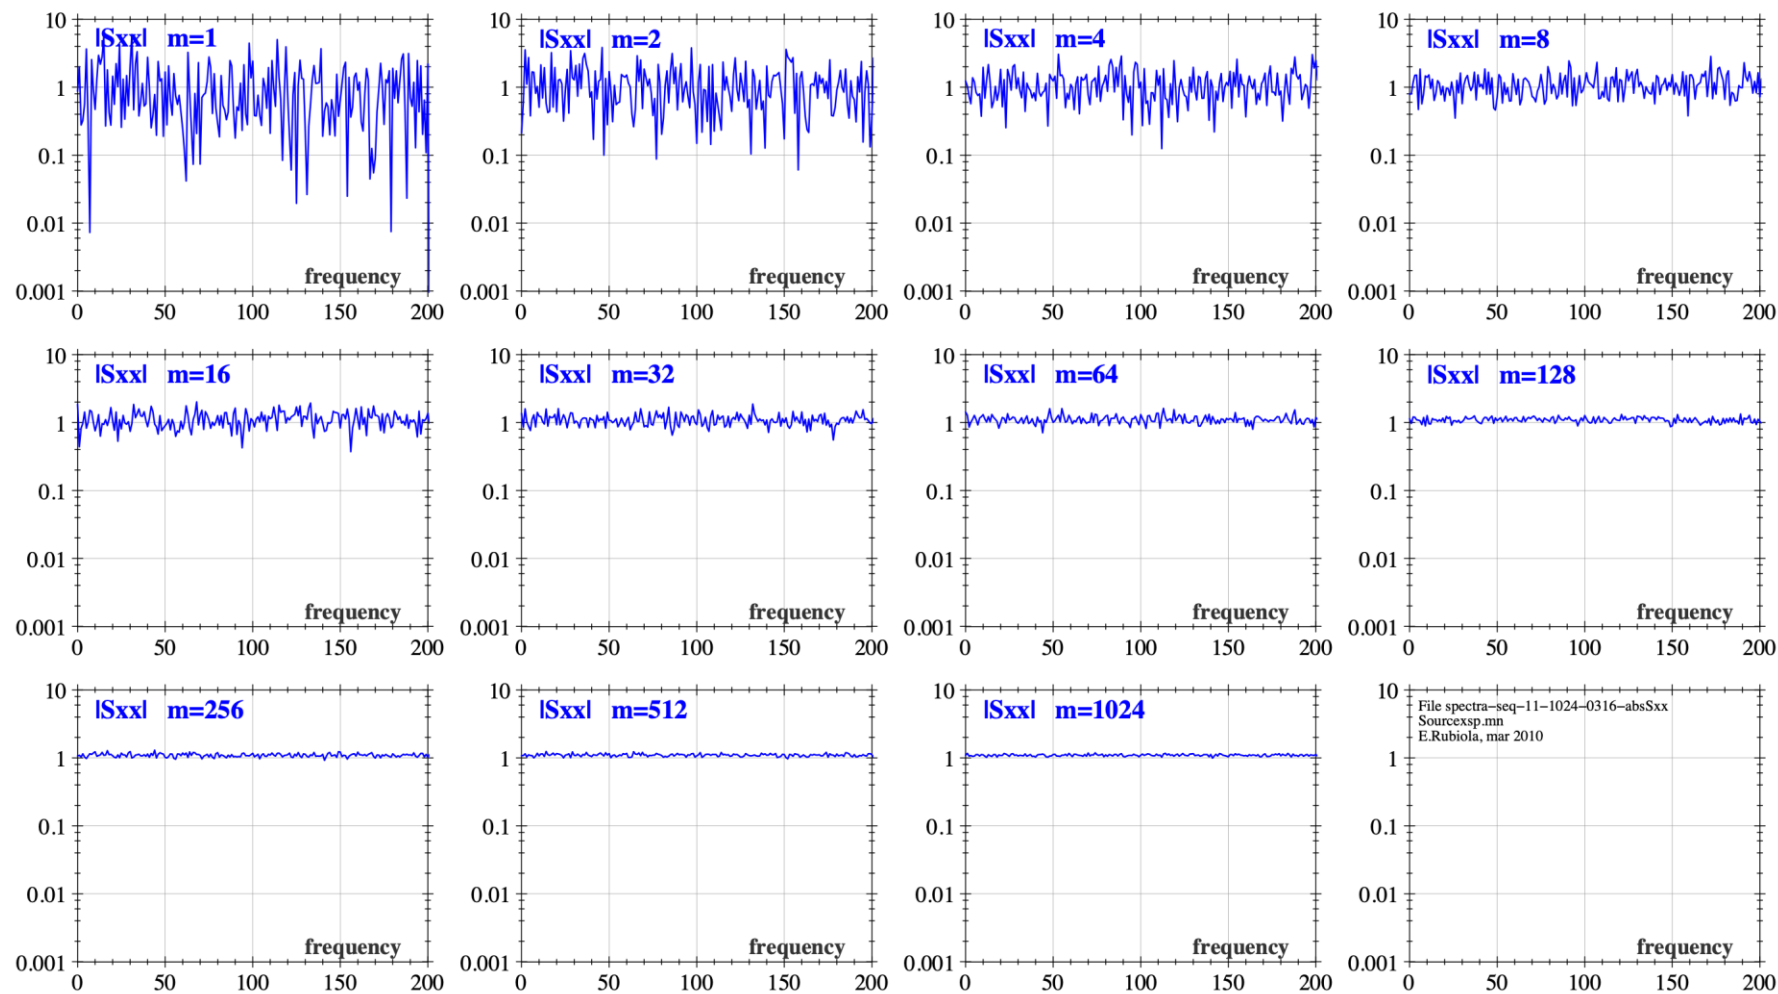 |Sxx| m=1
10
1
0.1
0.01
0.001
frequency
0 50 100 150 200
|Sxx| m=2
10
1
0.1
0.01
0.001
frequency
0 50 100 150 200
|Sxx| m=4
10
1
0.1
0.01
0.001
frequency
0 50 100 150 200
|Sxx| m=8
10
1
0.1
0.01
0.001
frequency
0 50 100 150 200
|Sxx| m=16
10
1
0.1
0.01
0.001
frequency
0 50 100 150 200
|Sxx| m=32
10
1
0.1
0.01
0.001
frequency
0 50 100 150 200
|Sxx| m=64
10
1
0.1
0.01
0.001
frequency
0 50 100 150 200
|Sxx| m=128
10
1
0.1
0.01
0.001
frequency
0 50 100 150 200
|Sxx| m=256
10
1
0.1
0.01
0.001
frequency
0 50 100 150 200
|Sxx| m=512
10
1
0.1
0.01
0.001
frequency
0 50 100 150 200
|Sxx| m=1024
10
1
0.1
0.01
0.001
frequency
0 50 100 150 200
10
File spectra−seq−11−1024−0316−absSxx
Sourcexsp.mn
E.Rubiola, mar 2010
1
0.1
0.01
0.001
frequency
0 50 100 150 200